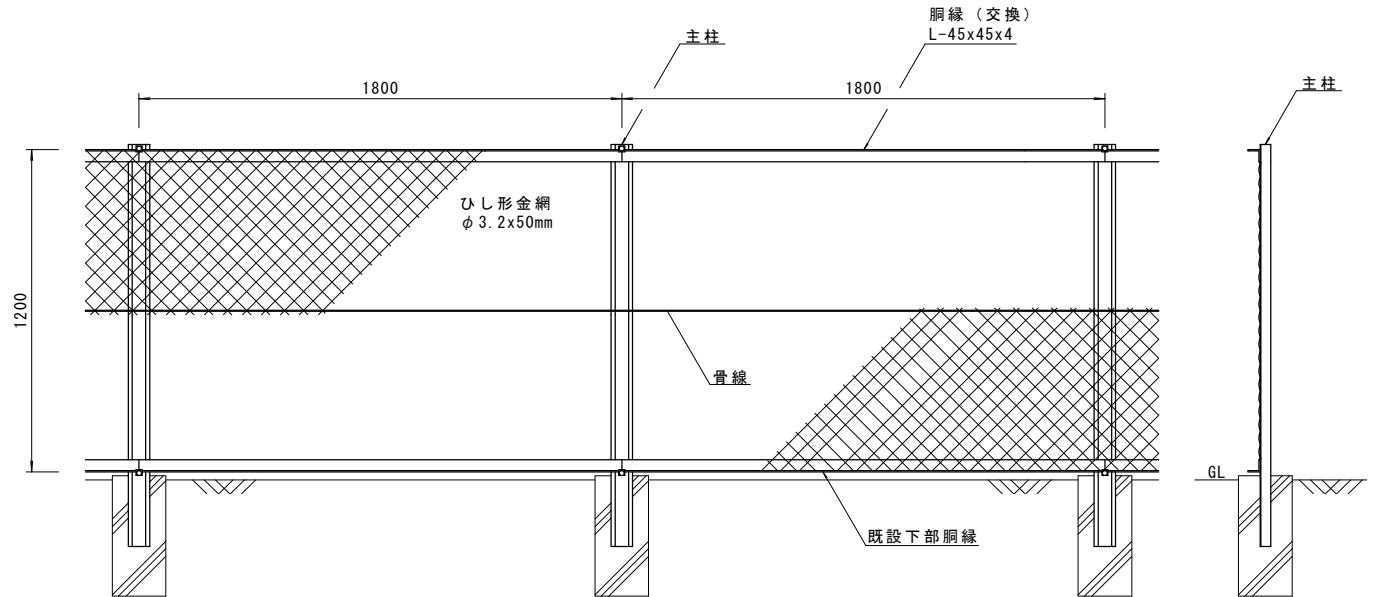 胴縁（交換）
L-45x45x4
主柱
主柱
1800
1800
ひし形金網
φ3.2x50mm
1200
骨線
GL
既設下部胴縁